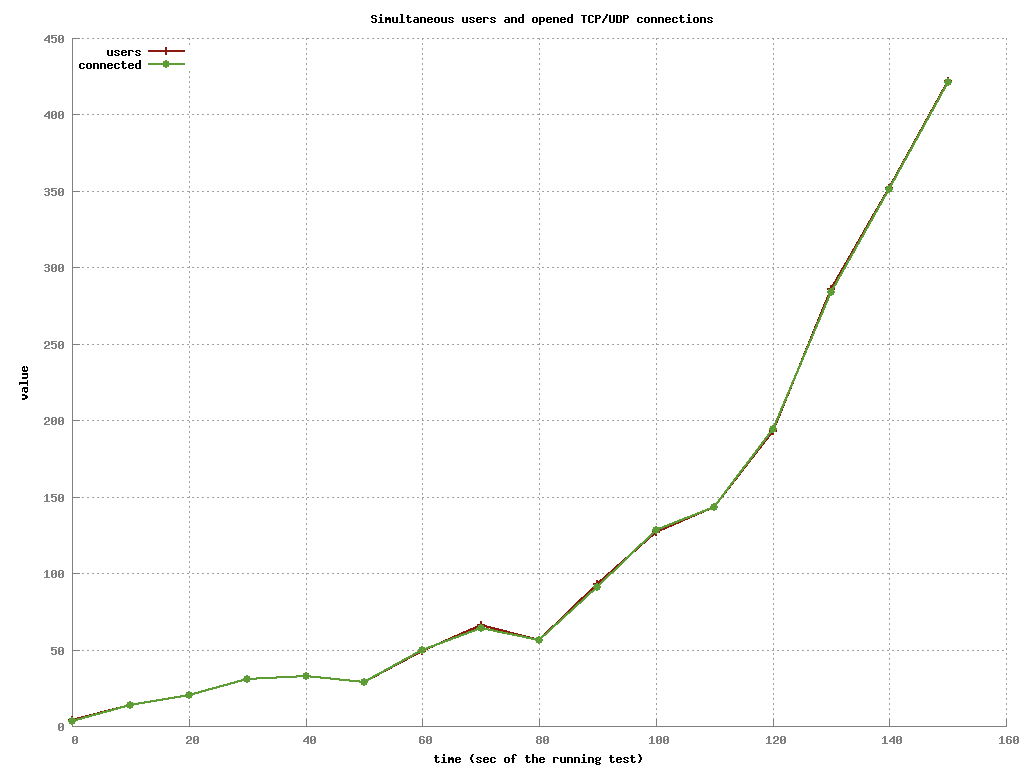 Simultaneous users and opened TCP/UDP connections
450
users
connected
400
350
300
250
value
200
150
100
50
0
0 20 40 60 80 100 120 140 160
time (sec of the running test)